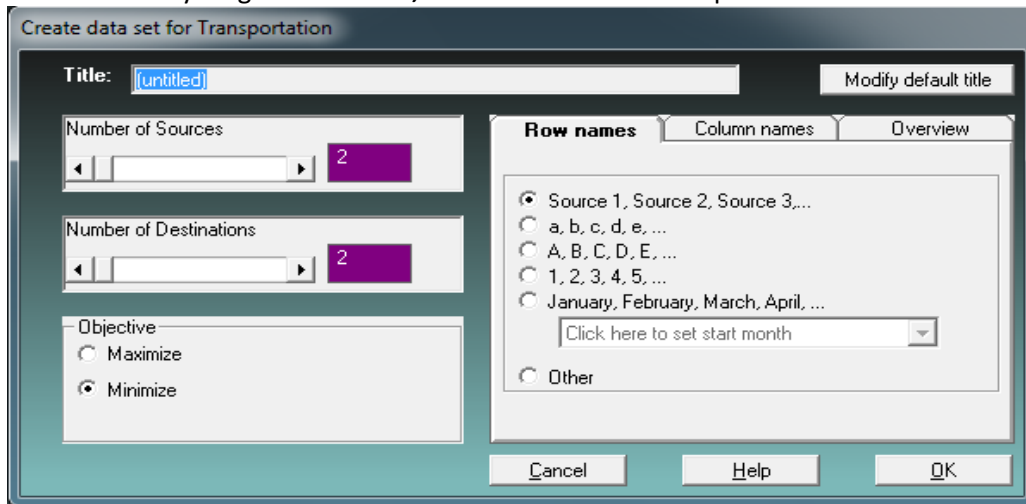 Create data set for Transportation
Title: (untitled) Modify default title
Number of Sources
2
Number of Destinations
2
Objective
Maximize
Minimize
Row names Column names Overview
Source 1, Source 2, Source 3,...
a, b, c, d, e, ...
A, B, C, D, E, ...
1, 2, 3, 4, 5, ...
January, February, March, April, ...
Click here to set start month
Other
Cancel Help OK